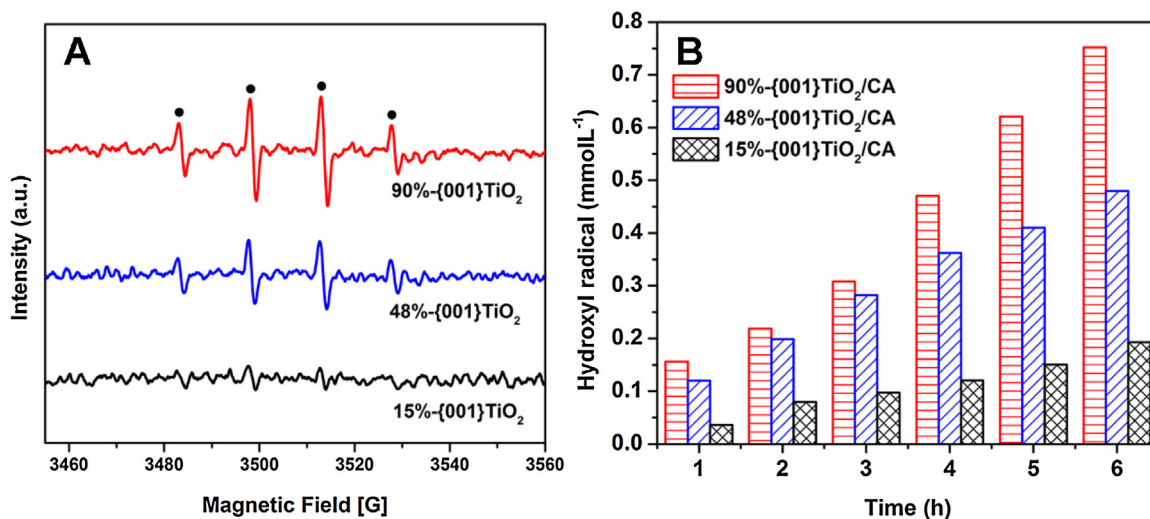 A
90%-{001}TiO₂
48%-{001}TiO₂
15%-{001}TiO₂
Intensity (a.u.)
3460 3480 3500 3520 3540 3560
Magnetic Field [G]
B
90%-{001}TiO₂/CA
48%-{001}TiO₂/CA
15%-{001}TiO₂/CA
Hydroxyl radical (mmolL⁻¹)
0.8
0.7
0.6
0.5
0.4
0.3
0.2
0.1
0.0
1 2 3 4 5 6
Time (h)